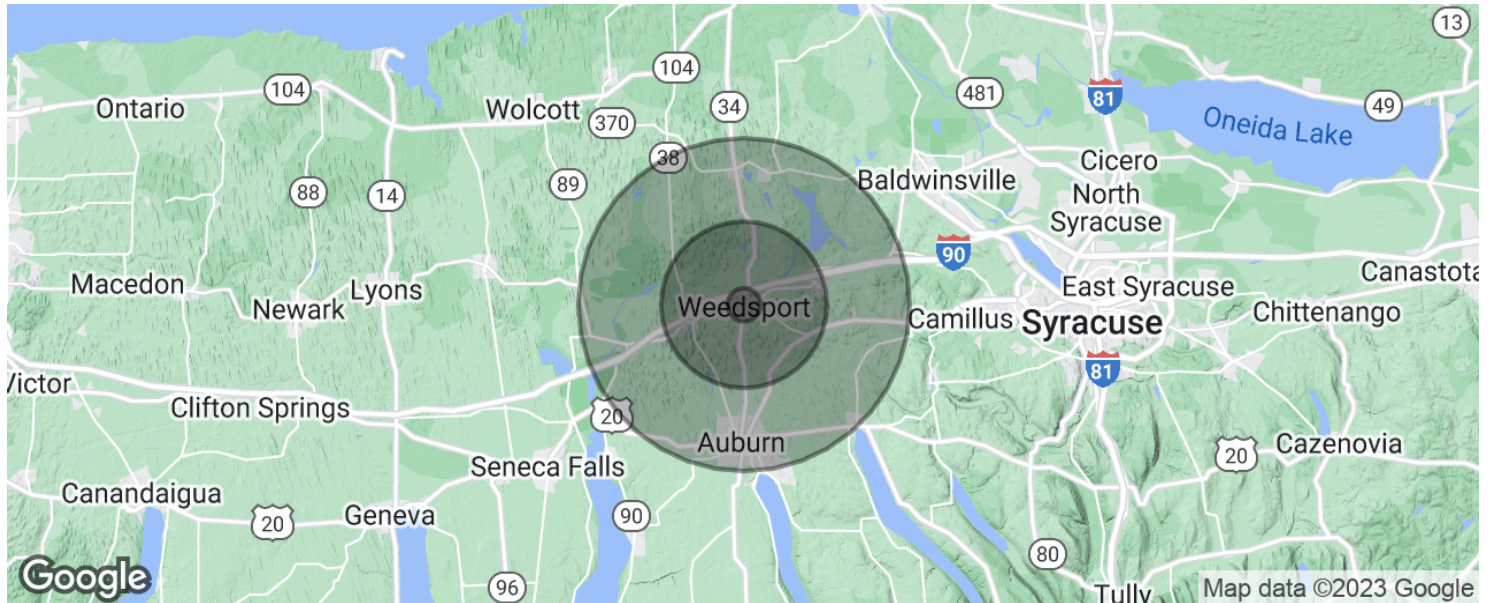 13
104
81
49
Ontario
104
Wolcott
34
481
370
Oneida Lake
38
Cicero
88
14
89
Baldwinsville
North
Syracuse
90
Canastota
Macedon
Lyons
East Syracuse
Newark
Weedsport
Camillus
Syracuse
Chittenango
Victor
81
Clifton Springs
20
Auburn
Cazenovia
Seneca Falls
20
Canandaigua
20
Geneva
90
80
96
Tully
Google
Map data ©2023 Google